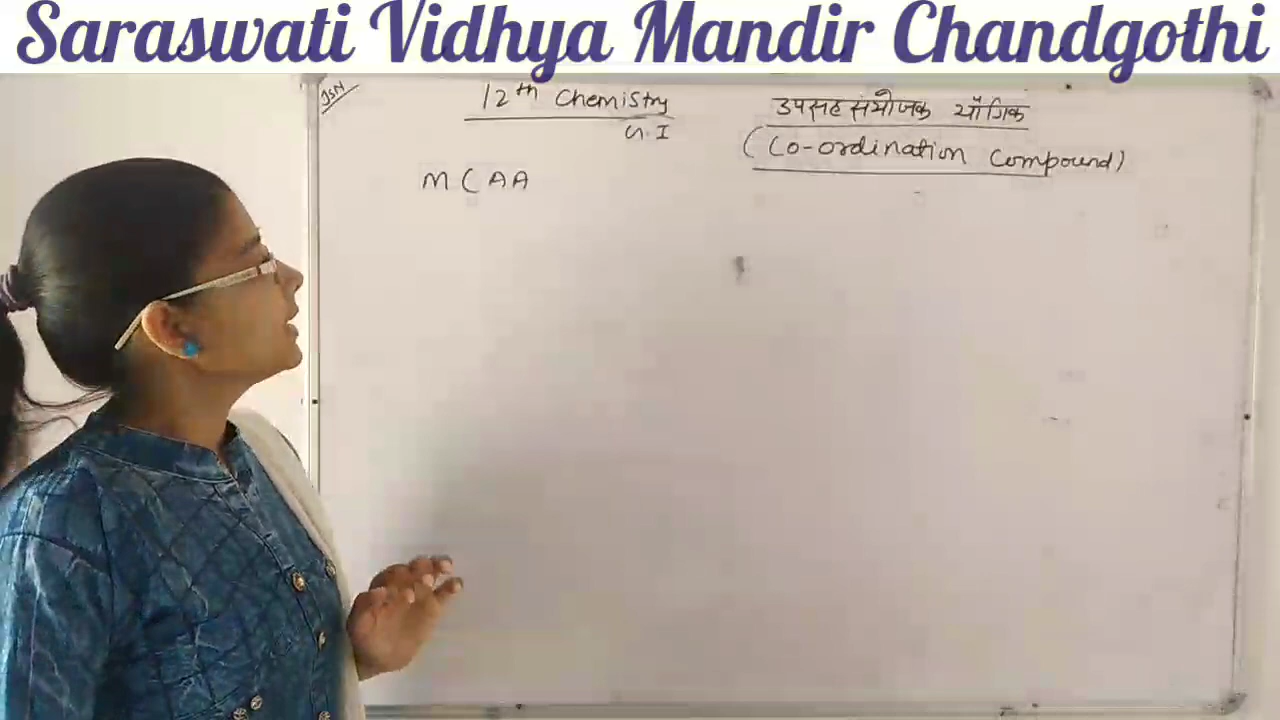 Saraswati Vidhya Mandir Chandgothi
JSN
12th Chemistry
उपसहसंयोजक यौगिक
(Co-ordination Compound)
M ( AA